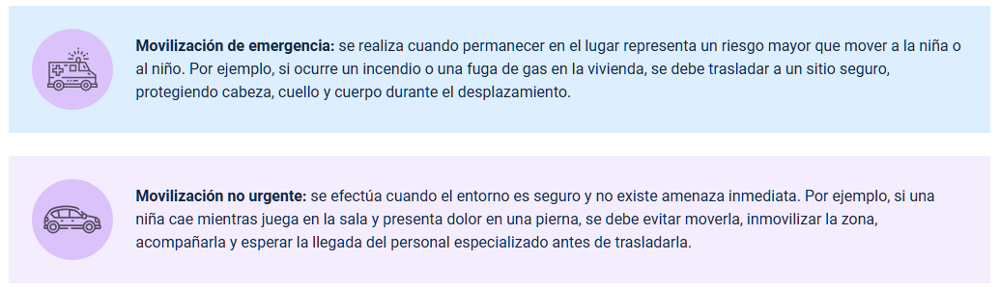 Movilización de emergencia: se realiza cuando permanecer en el lugar representa un riesgo mayor que mover a la niña o
al niño. Por ejemplo, si ocurre un incendio o una fuga de gas en la vivienda, se debe trasladar a un sitio seguro,
protegiendo cabeza, cuello y cuerpo durante el desplazamiento.
Movilización no urgente: se efectúa cuando el entorno es seguro y no existe amenaza inmediata. Por ejemplo, si una
niña cae mientras juega en la sala y presenta dolor en una pierna, se debe evitar moverla, inmovilizar la zona,
acompañarla y esperar la llegada del personal especializado antes de trasladarla.